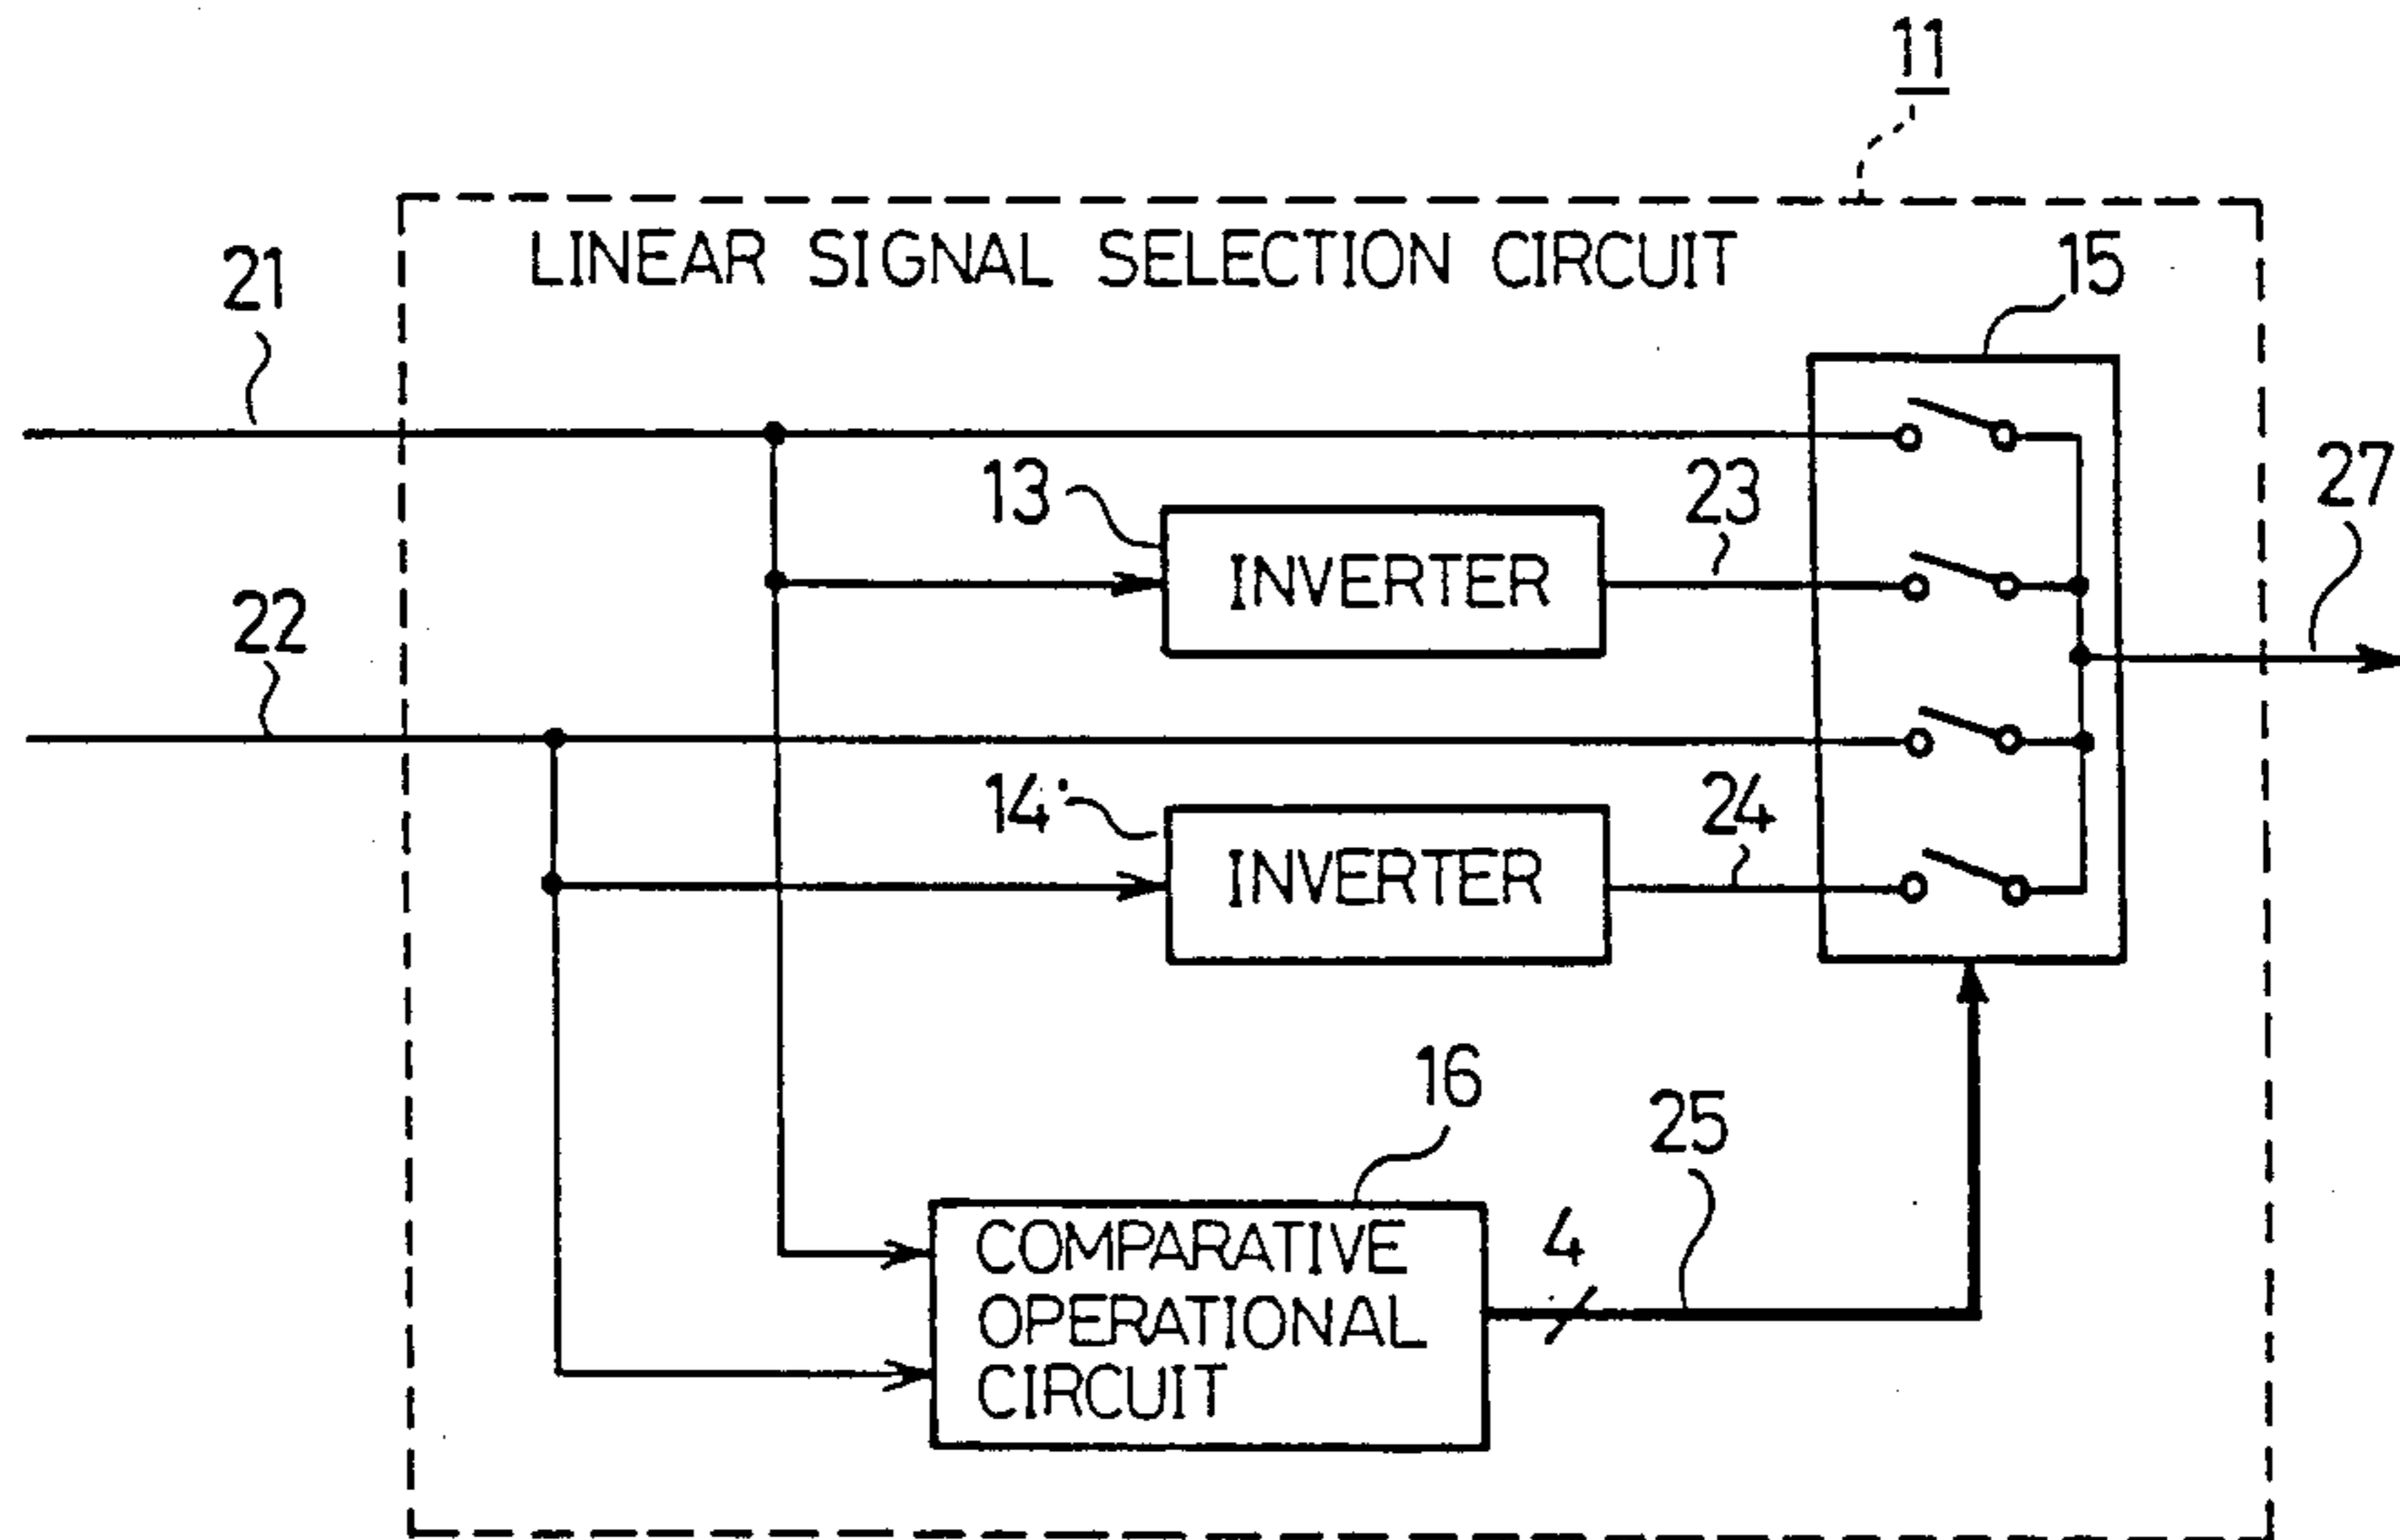 11
LINEAR SIGNAL SELECTION CIRCUIT
21
15
27
13
INVERTER
23
22
14
INVERTER
24
16
25
4
COMPARATIVE
OPERATIONAL
CIRCUIT